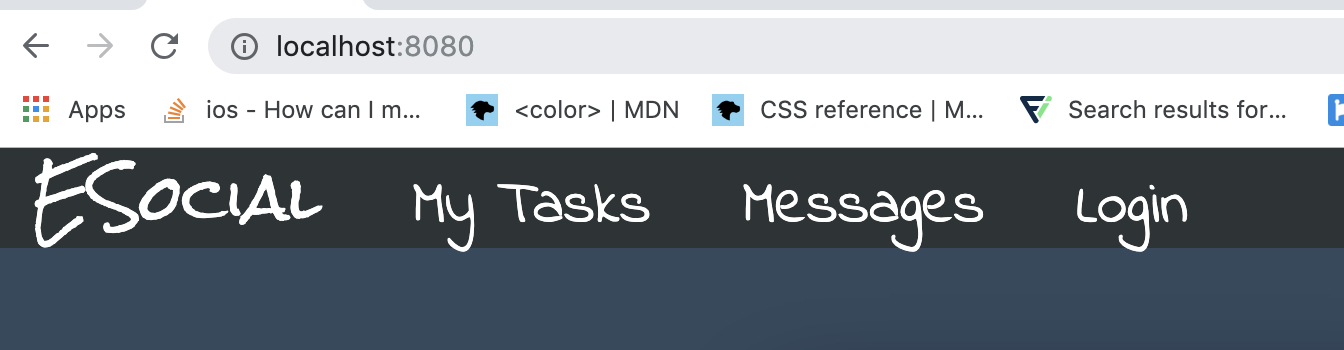 localhost:8080
Apps ios - How can I m... <color> | MDN CSS reference | M... Search results for...
ESocial My Tasks Messages Login